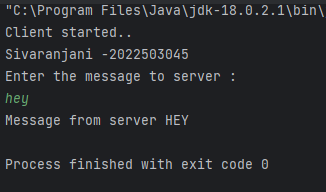 "C:\Program Files\Java\jdk-18.0.2.1\bin\
Client started..
Sivaranjani -2022503045
Enter the message to server :
hey
Message from server HEY
Process finished with exit code 0